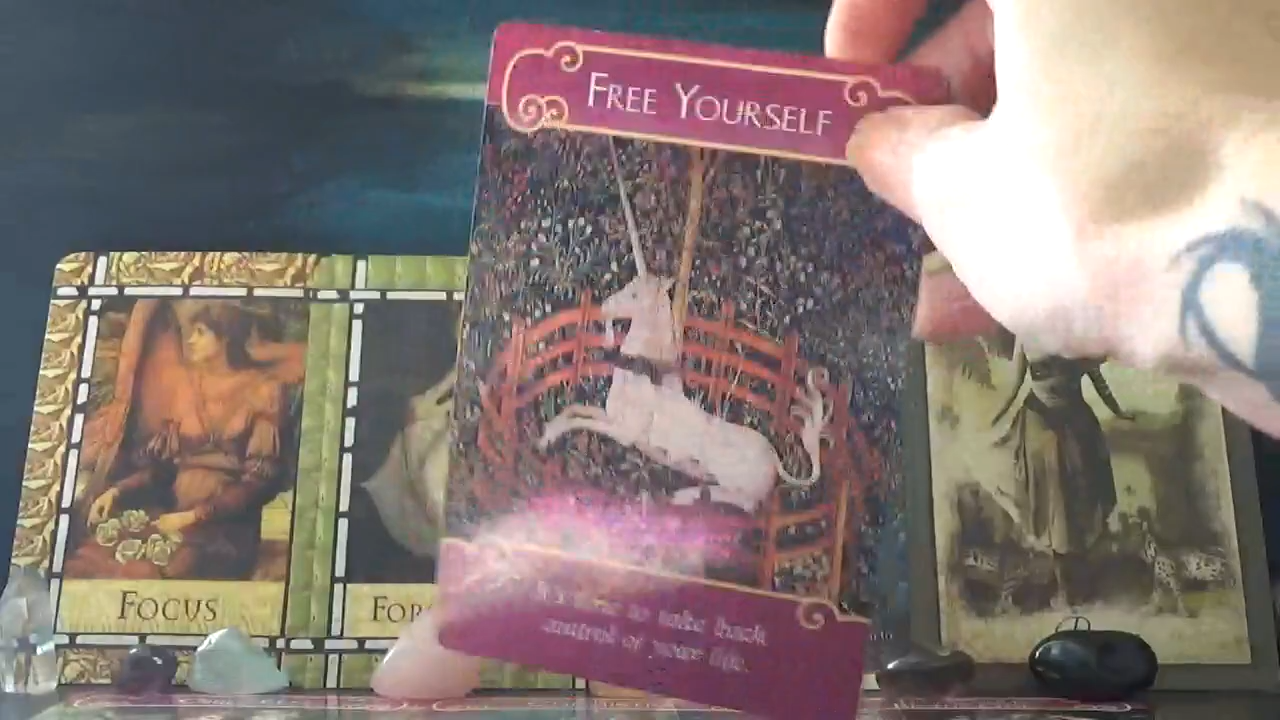 FREE YOURSELF
It's time to take back
control of your life.
FOCUS
FOR